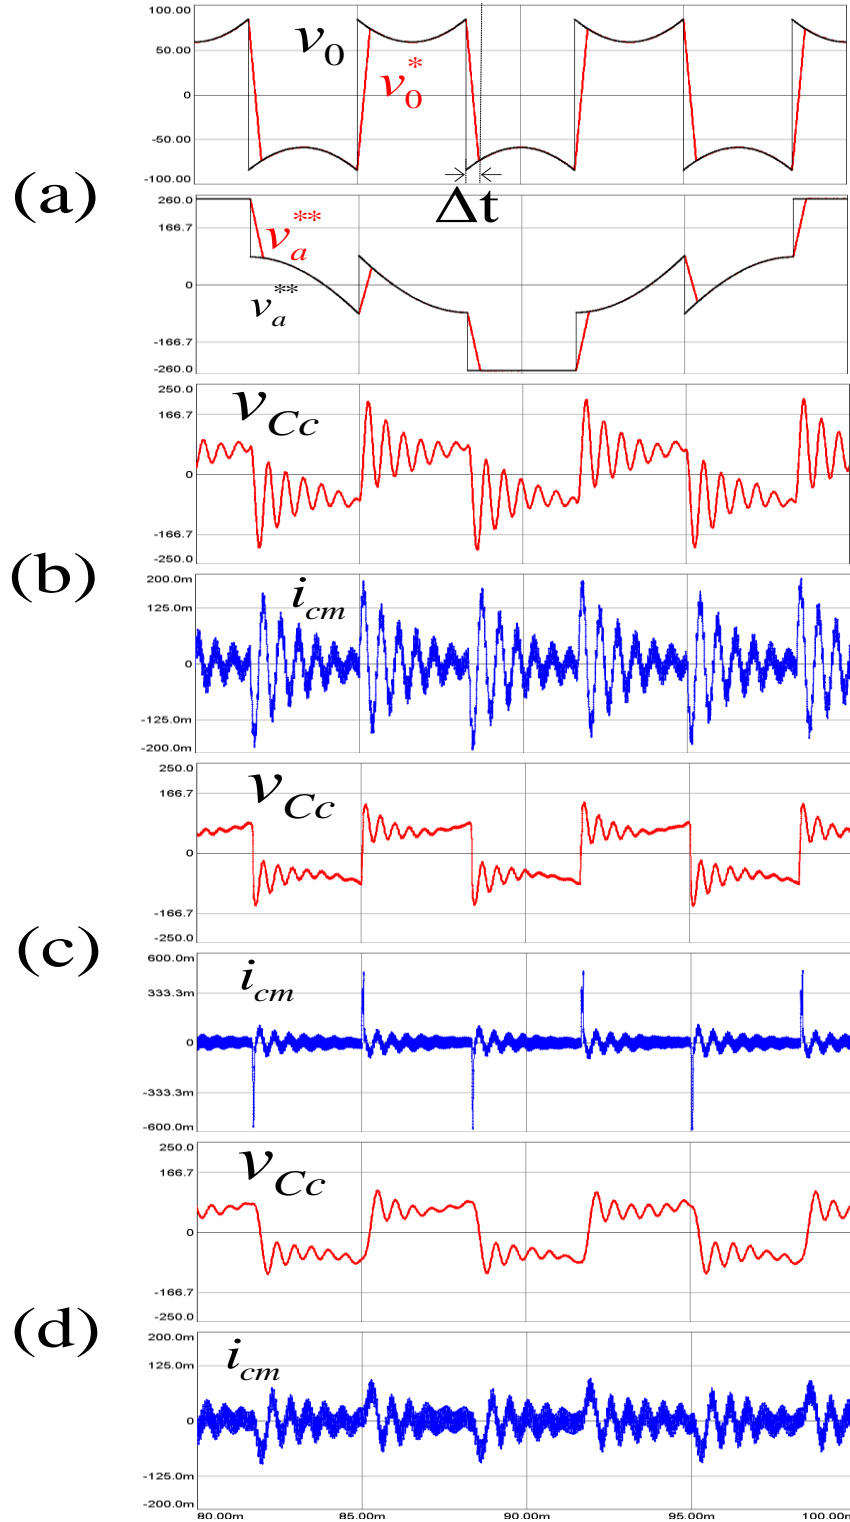 100.00
v0
50.00
v0*
0
-50.00
-100.00
Δt
(a)
260.0
va**
166.7
va**
0
-166.7
-260.0
250.0
vCc
166.7
0
-166.7
-250.0
(b)
200.0m
icm
125.0m
0
-125.0m
-200.0m
250.0
vCc
166.7
0
-166.7
-250.0
(c)
600.0m
icm
333.3m
0
-333.3m
-600.0m
250.0
vCc
166.7
0
-166.7
-250.0
(d)
200.0m
icm
125.0m
0
-125.0m
-200.0m
80.00m 85.00m 90.00m 95.00m 100.00m